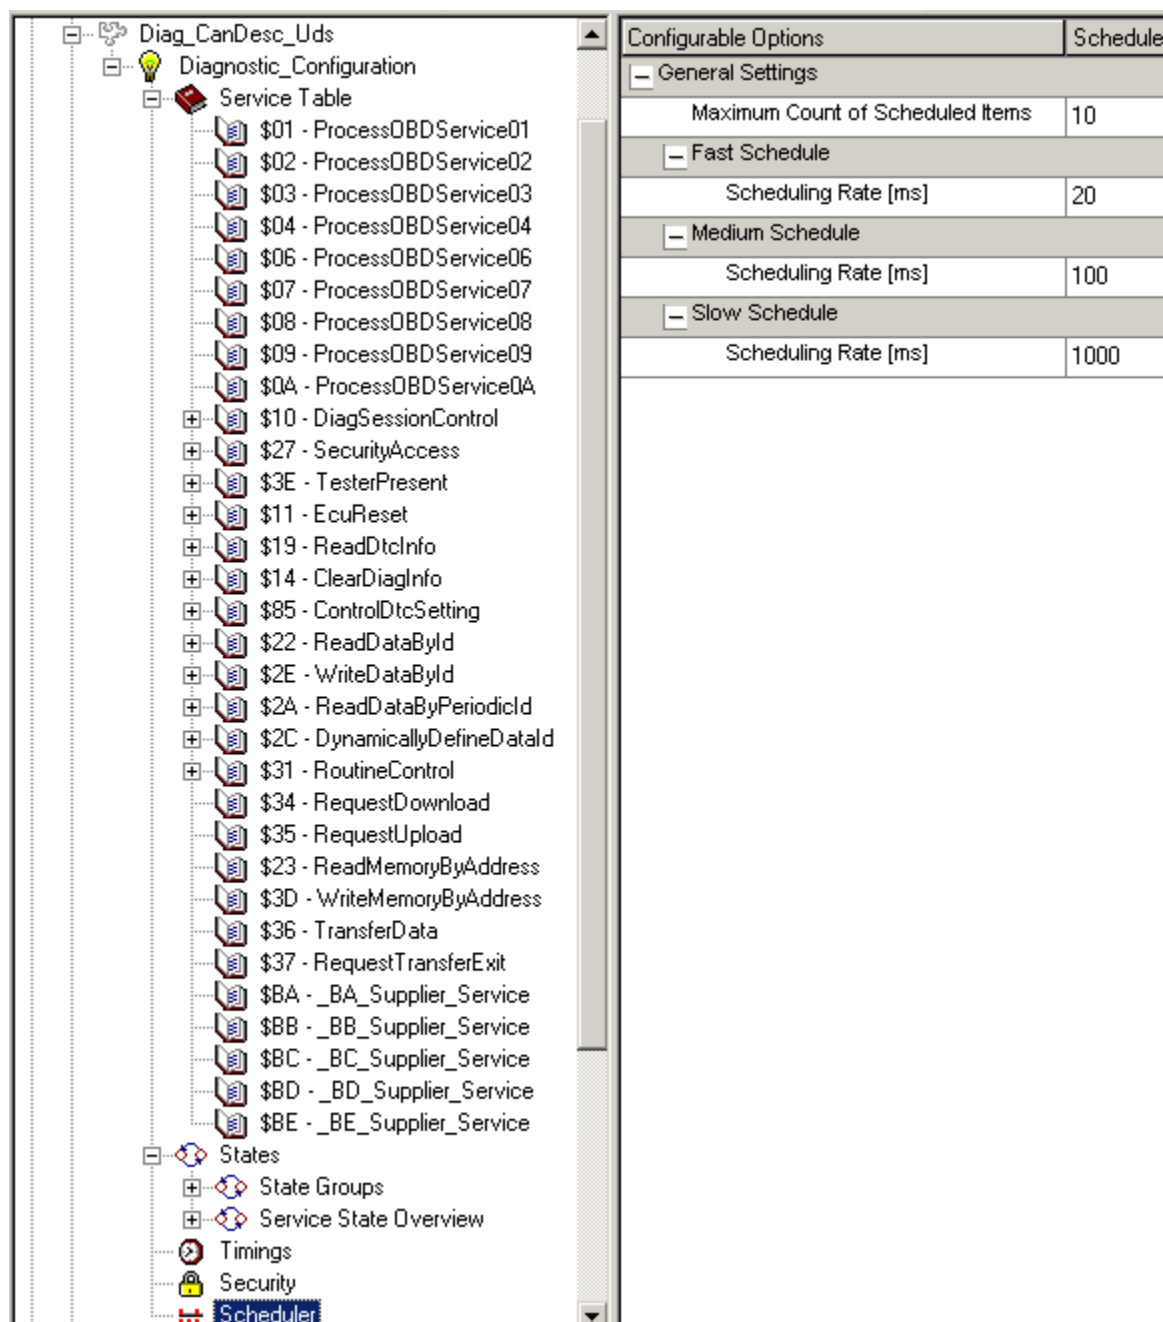 Diag_CanDesc_Uds
Diagnostic_Configuration
Service Table
$01 - ProcessOBDService01
$02 - ProcessOBDService02
$03 - ProcessOBDService03
$04 - ProcessOBDService04
$06 - ProcessOBDService06
$07 - ProcessOBDService07
$08 - ProcessOBDService08
$09 - ProcessOBDService09
$0A - ProcessOBDService0A
$10 - DiagSessionControl
$27 - SecurityAccess
$3E - TesterPresent
$11 - EcuReset
$19 - ReadDtcInfo
$14 - ClearDiagInfo
$85 - ControlDtcSetting
$22 - ReadDataById
$2E - WriteDataById
$2A - ReadDataByPeriodicId
$2C - DynamicallyDefineDataId
$31 - RoutineControl
$34 - RequestDownload
$35 - RequestUpload
$23 - ReadMemoryByAddress
$3D - WriteMemoryByAddress
$36 - TransferData
$37 - RequestTransferExit
$BA - _BA_Supplier_Service
$BB - _BB_Supplier_Service
$BC - _BC_Supplier_Service
$BD - _BD_Supplier_Service
$BE - _BE_Supplier_Service
States
State Groups
Service State Overview
Timings
Security
Scheduler
Configurable Options Schedule
General Settings
Maximum Count of Scheduled Items 10
Fast Schedule
Scheduling Rate [ms] 20
Medium Schedule
Scheduling Rate [ms] 100
Slow Schedule
Scheduling Rate [ms] 1000